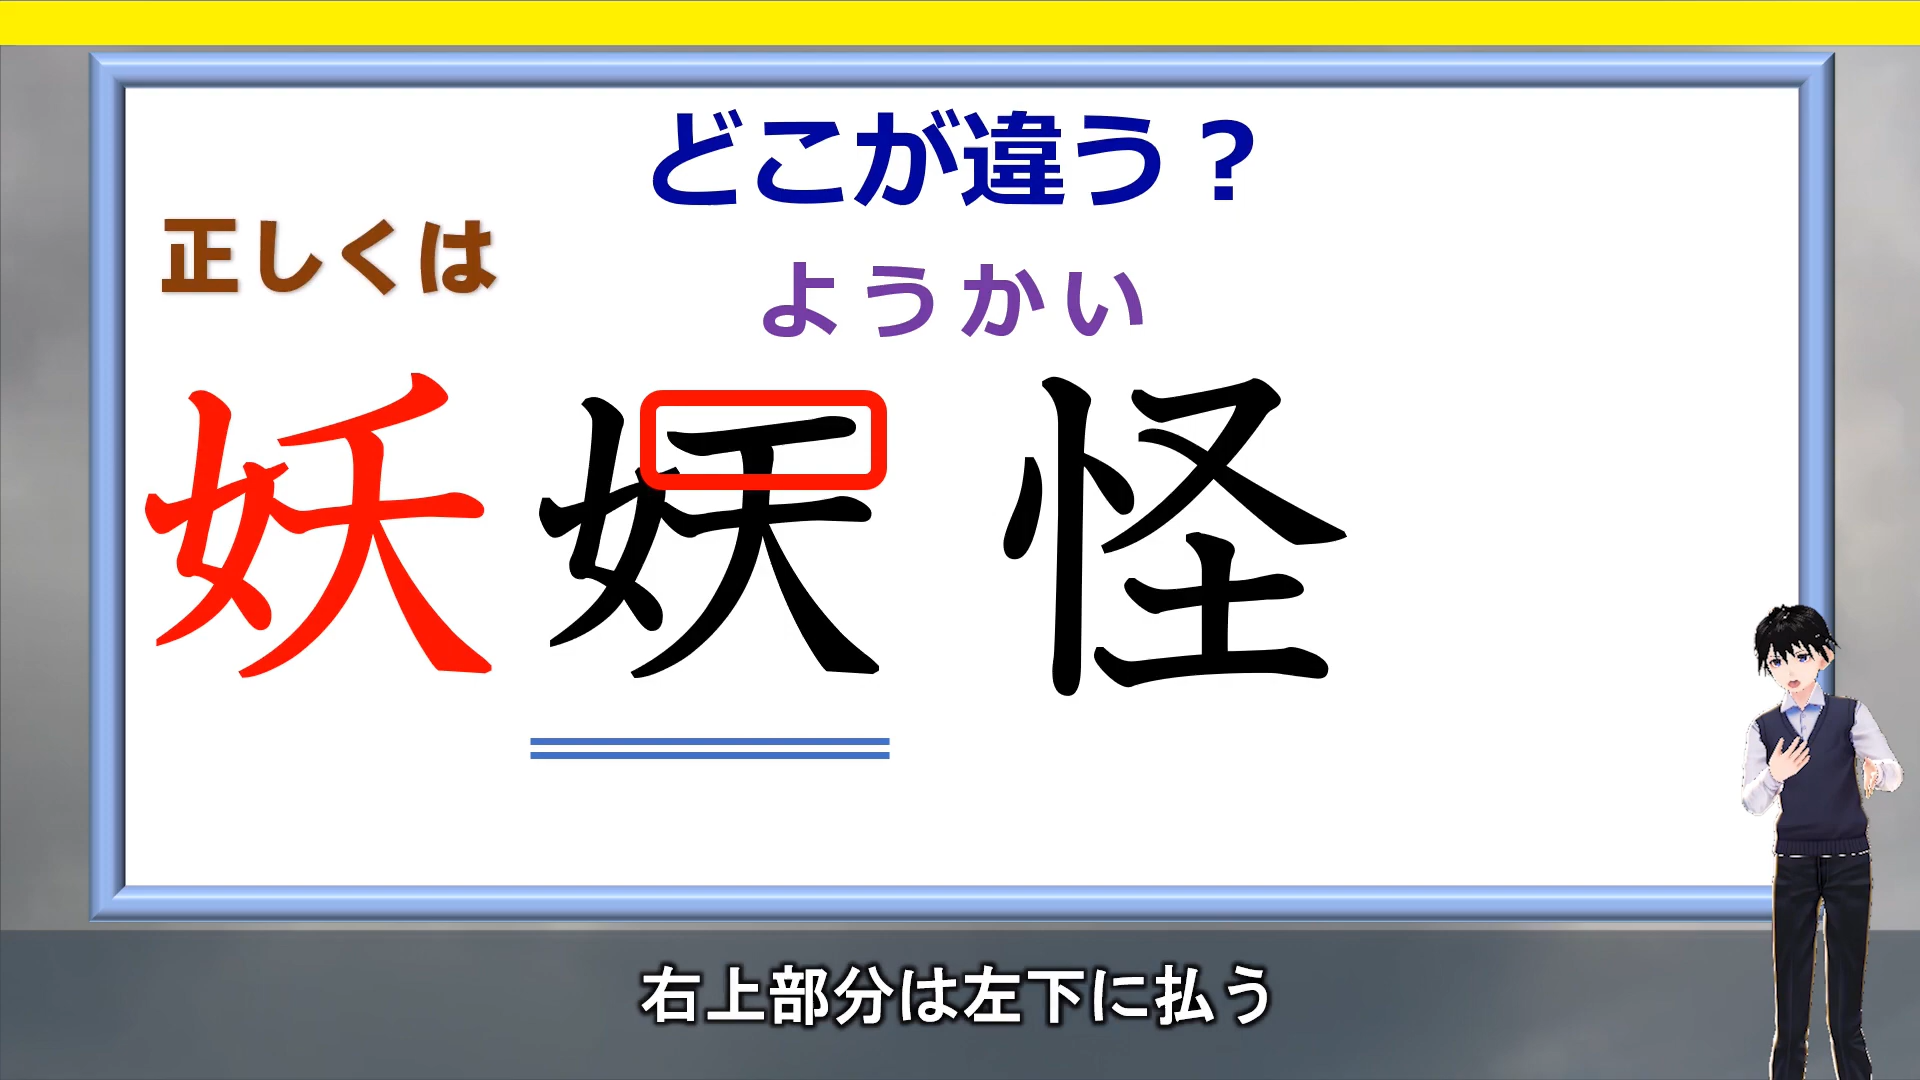 どこが違う？
正しくは
ようかい
妖妖怪
右上部分は左下に払う